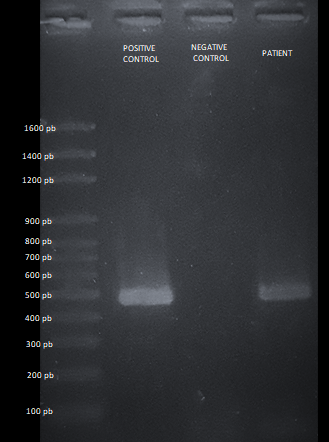 POSITIVE
CONTROL
NEGATIVE
CONTROL
PATIENT
1600 pb
1400 pb
1200 pb
900 pb
800 pb
700 pb
600 pb
500 pb
400 pb
300 pb
200 pb
100 pb